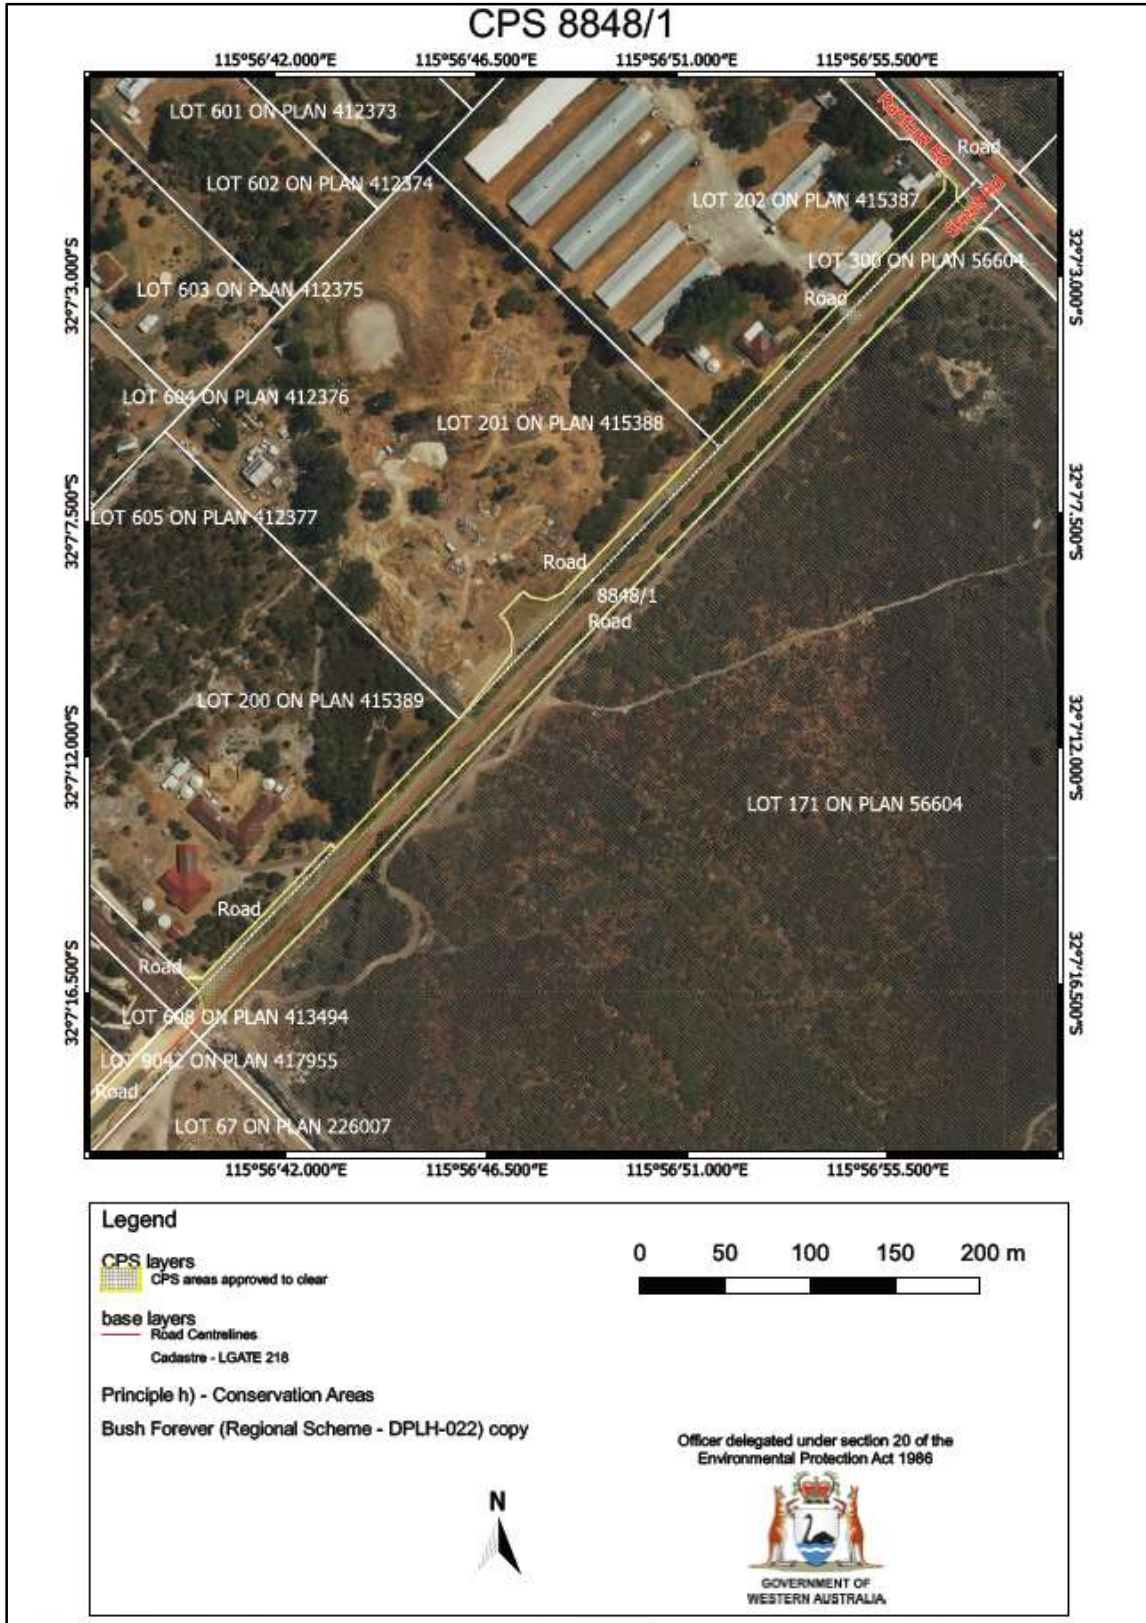 CPS 8848/1
115°56'42.000"E
115°56'46.500"E
115°56'51.000"E
115°56'55.500"E
LOT 601 ON PLAN 412373
Ranford Rd
Road
LOT 602 ON PLAN 412374
LOT 202 ON PLAN 415387
32°7'3.000"S
LOT 300 ON PLAN 56604
32°7'3.000"S
LOT 603 ON PLAN 412375
Road
LOT 604 ON PLAN 412376
LOT 201 ON PLAN 415388
32°7'7.500"S
LOT 605 ON PLAN 412377
32°7'7.500"S
Road
8848/1
Road
LOT 200 ON PLAN 415389
32°7'12.000"S
32°7'12.000"S
LOT 171 ON PLAN 56604
Road
Road
32°7'16.500"S
32°7'16.500"S
LOT 608 ON PLAN 413494
LOT 9042 ON PLAN 417955
Road
LOT 67 ON PLAN 226007
115°56'42.000"E
115°56'46.500"E
115°56'51.000"E
115°56'55.500"E
Legend
CPS layers
CPS areas approved to clear
base layers
Road Centrelines
Cadastre - LGATE 218
Principle h) - Conservation Areas
Bush Forever (Regional Scheme - DPLH-022) copy
0 50 100 150 200 m
N
Officer delegated under section 20 of the
Environmental Protection Act 1986
GOVERNMENT OF
WESTERN AUSTRALIA